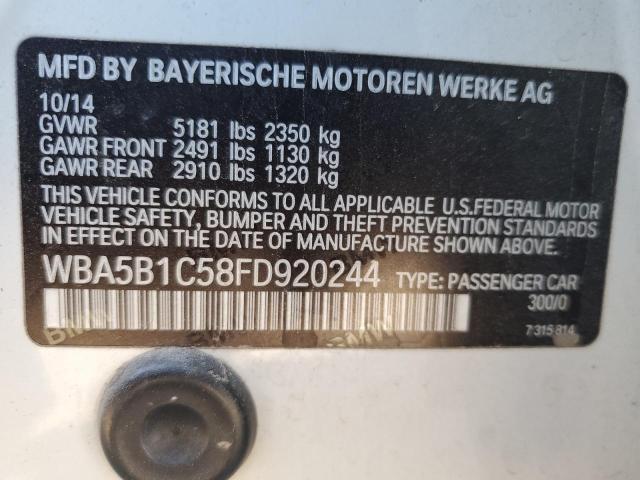 MFD BY BAYERISCHE MOTOREN WERKE AG
10/14
GVWR 5181 lbs 2350 kg
GAWR FRONT 2491 lbs 1130 kg
GAWR REAR 2910 lbs 1320 kg
THIS VEHICLE CONFORMS TO ALL APPLICABLE U.S.FEDERAL MOTOR
VEHICLE SAFETY, BUMPER AND THEFT PREVENTION STANDARDS
IN EFFECT ON THE DATE OF MANUFACTURE SHOWN ABOVE.
WBA5B1C58FD920244 TYPE: PASSENGER CAR
300/0
7 315 814
BMW BMW BMW